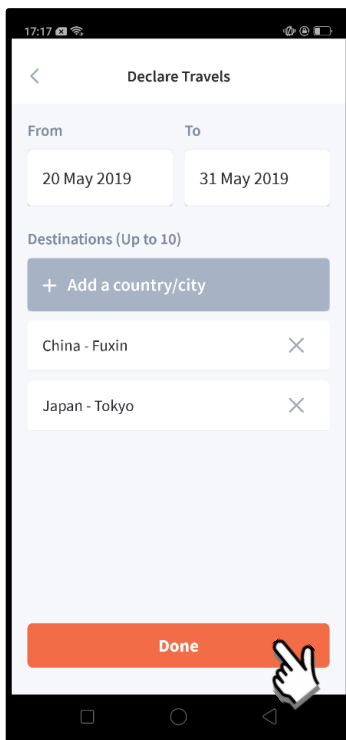 17:17
Declare Travels
From To
20 May 2019 31 May 2019
Destinations (Up to 10)
+ Add a country/city
China - Fuxin
Japan - Tokyo
Done